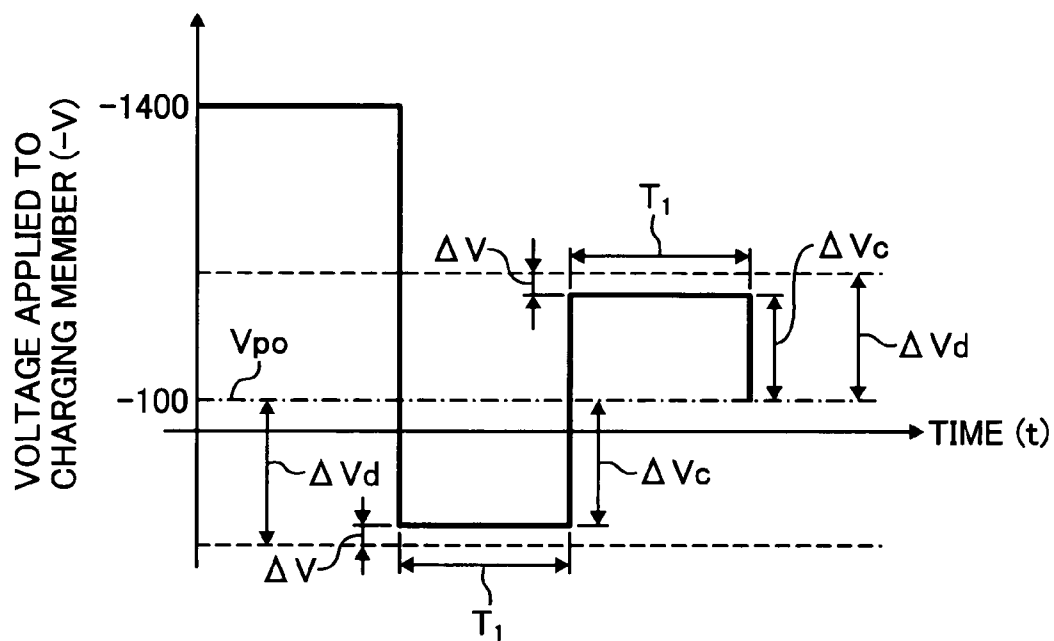 VOLTAGE APPLIED TO
CHARGING MEMBER (-V)
-1400
T1
ΔV
ΔVc
Vpo
ΔVd
-100
TIME (t)
ΔVd
ΔVc
ΔV
T1